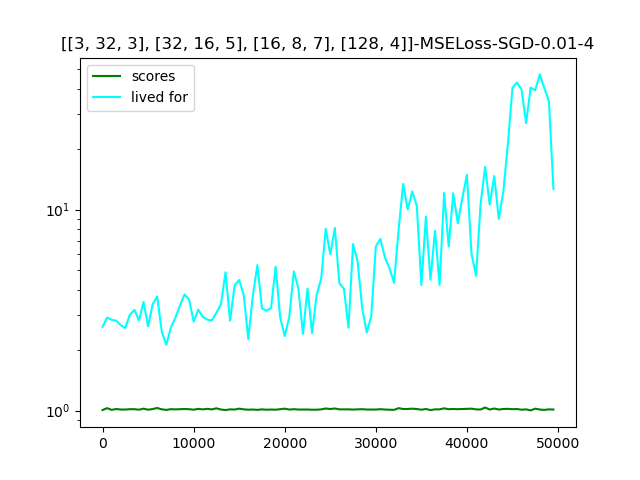 [[3, 32, 3], [32, 16, 5], [16, 8, 7], [128, 4]]-MSELoss-SGD-0.01-4
scores
lived for
10¹
10⁰
0 10000 20000 30000 40000 50000